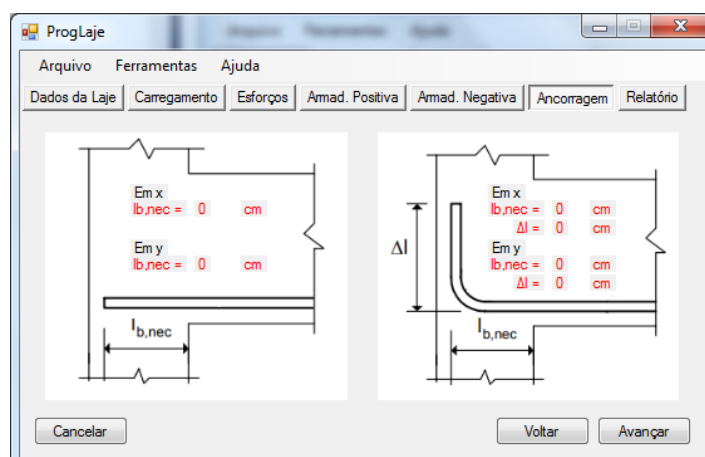 ProgLaje
Arquivo Ferramentas Ajuda
Dados da Laje Carregamento Esforços Armad. Positiva Armad. Negativa Ancorragem Relatório
Em x
lb,nec = 0 cm
Em y
lb,nec = 0 cm
lb,nec
Em x
lb,nec = 0 cm
Δl = 0 cm
Em y
lb,nec = 0 cm
Δl = 0 cm
Δl
lb,nec
Cancelar Voltar Avançar